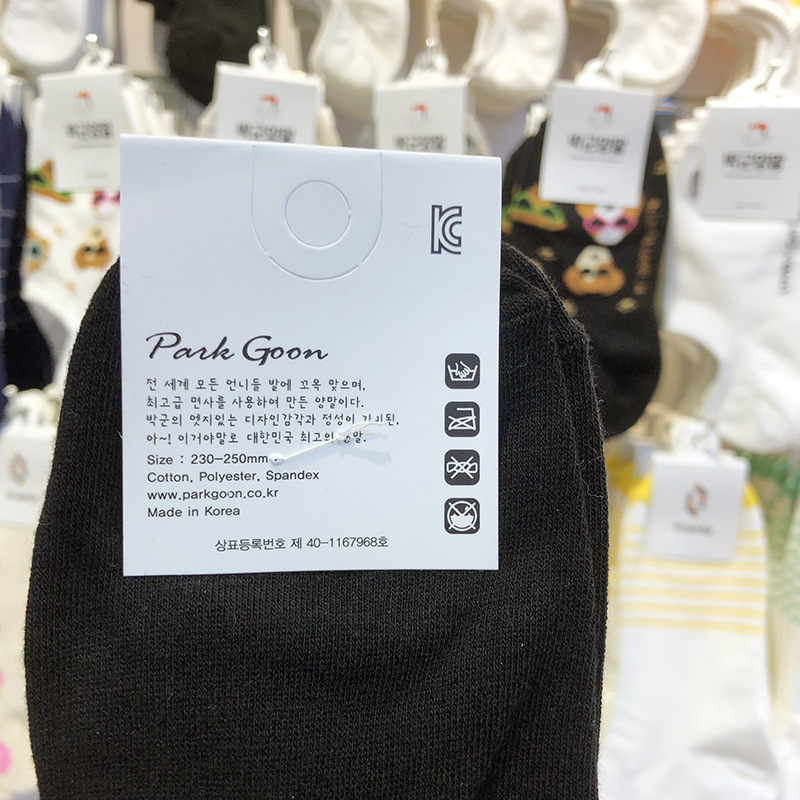 KC
Park Goon
전 세계 모든 언니들 발에 꼬옥 맞으며,
최고급 면사를 사용하여 만든 양말이다.
박군의 엣지있는 디자인감각과 정성이 가미된,
아~! 이거야말로 대한민국 최고의 양말.
Size : 230-250mm
Cotton, Polyester, Spandex
www.parkgoon.co.kr
Made in Korea
상표등록번호 제 40-1167968호